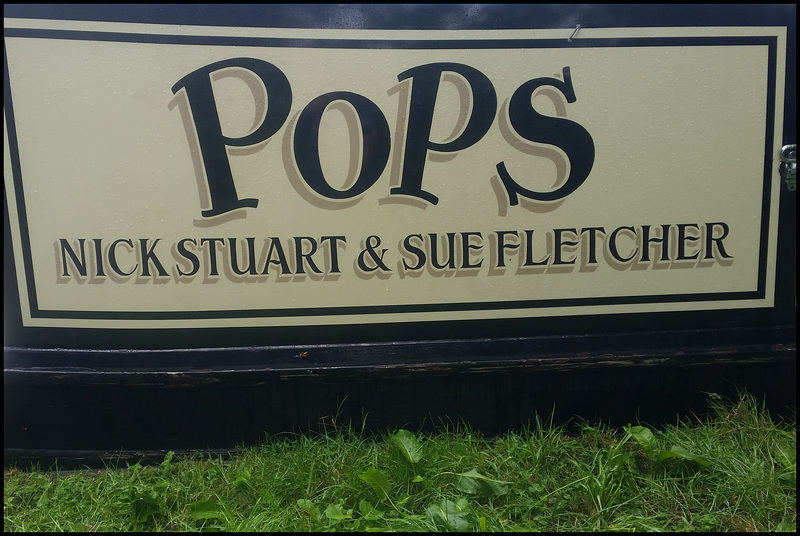 POPS
NICK STUART & SUE FLETCHER